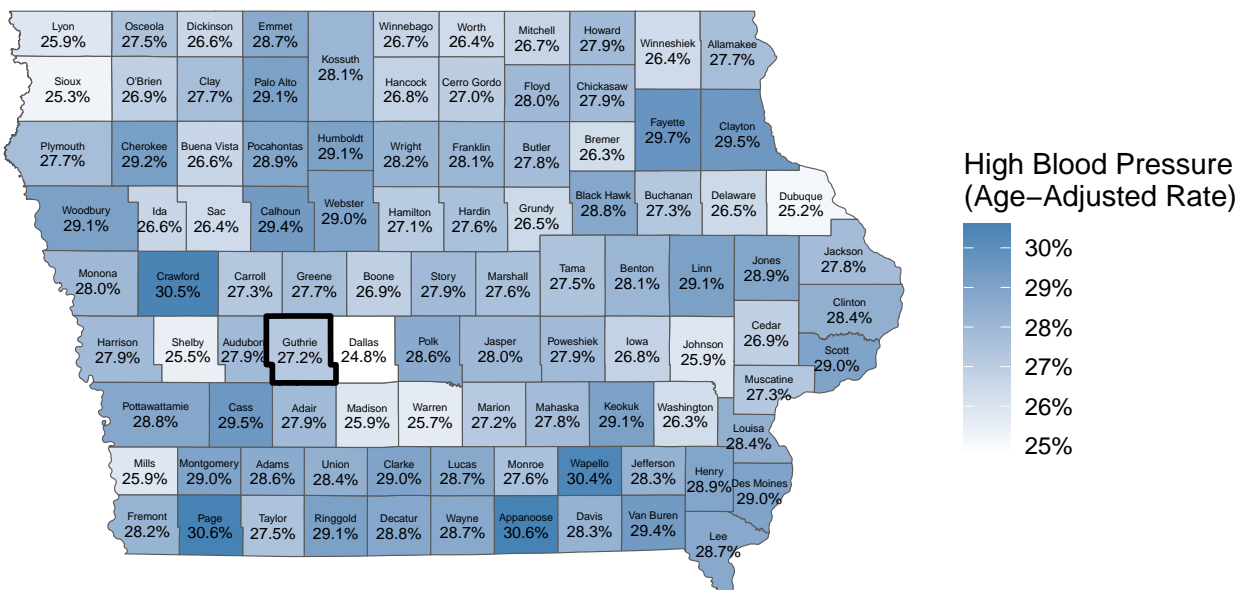 Lyon
25.9%
Osceola
27.5%
Dickinson
26.6%
Emmet
28.7%
Kossuth
28.1%
Winnebago
26.7%
Worth
26.4%
Mitchell
26.7%
Howard
27.9%
Winneshiek
26.4%
Allamakee
27.7%
Sioux
25.3%
O'Brien
26.9%
Clay
27.7%
Palo Alto
29.1%
Hancock
26.8%
Cerro Gordo
27.0%
Floyd
28.0%
Chickasaw
27.9%
Fayette
29.7%
Clayton
29.5%
Plymouth
27.7%
Cherokee
29.2%
Buena Vista
26.6%
Pocahontas
28.9%
Humboldt
29.1%
Wright
28.2%
Franklin
28.1%
Butler
27.8%
Bremer
26.3%
Woodbury
29.1%
Ida
26.6%
Sac
26.4%
Calhoun
29.4%
Webster
29.0%
Hamilton
27.1%
Hardin
27.6%
Grundy
26.5%
Black Hawk
28.8%
Buchanan
27.3%
Delaware
26.5%
Dubuque
25.2%
Monona
28.0%
Crawford
30.5%
Carroll
27.3%
Greene
27.7%
Boone
26.9%
Story
27.9%
Marshall
27.6%
Tama
27.5%
Benton
28.1%
Linn
29.1%
Jones
28.9%
Jackson
27.8%
Clinton
28.4%
Harrison
27.9%
Shelby
25.5%
Audubon
27.9%
Guthrie
27.2%
Dallas
24.8%
Polk
28.6%
Jasper
28.0%
Poweshiek
27.9%
Iowa
26.8%
Johnson
25.9%
Cedar
26.9%
Scott
29.0%
Muscatine
27.3%
Pottawattamie
28.8%
Cass
29.5%
Adair
27.9%
Madison
25.9%
Warren
25.7%
Marion
27.2%
Mahaska
27.8%
Keokuk
29.1%
Washington
26.3%
Louisa
28.4%
Mills
25.9%
Montgomery
29.0%
Adams
28.6%
Union
28.4%
Clarke
29.0%
Lucas
28.7%
Monroe
27.6%
Wapello
30.4%
Jefferson
28.3%
Henry
28.9%
Des Moines
29.0%
Fremont
28.2%
Page
30.6%
Taylor
27.5%
Ringgold
29.1%
Decatur
28.8%
Wayne
28.7%
Appanoose
30.6%
Davis
28.3%
Van Buren
29.4%
Lee
28.7%
High Blood Pressure
(Age−Adjusted Rate)
30%
29%
28%
27%
26%
25%